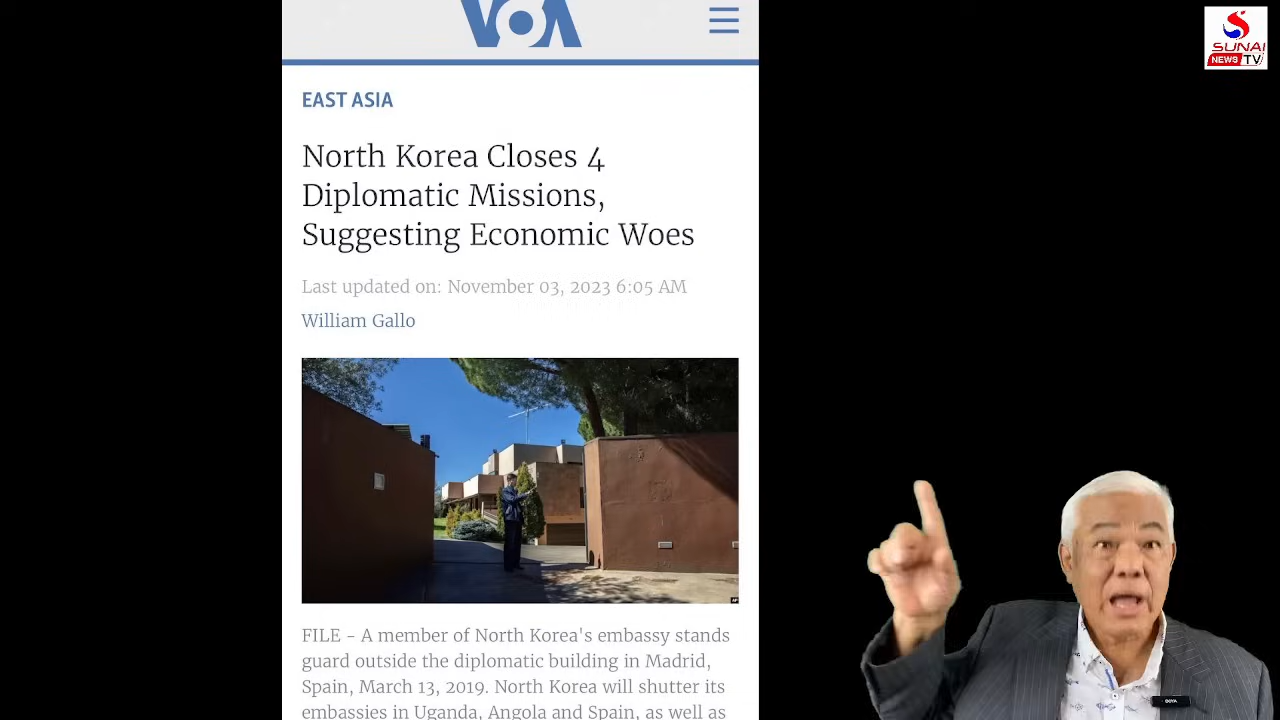 VOA
SUNAI
NEWS TV
EAST ASIA
North Korea Closes 4
Diplomatic Missions,
Suggesting Economic Woes
Last updated on: November 03, 2023 6:05 AM
William Gallo
AP
FILE - A member of North Korea's embassy stands
guard outside the diplomatic building in Madrid,
Spain, March 13, 2019. North Korea will shutter its
embassies in Uganda, Angola and Spain, as well as
BOYA